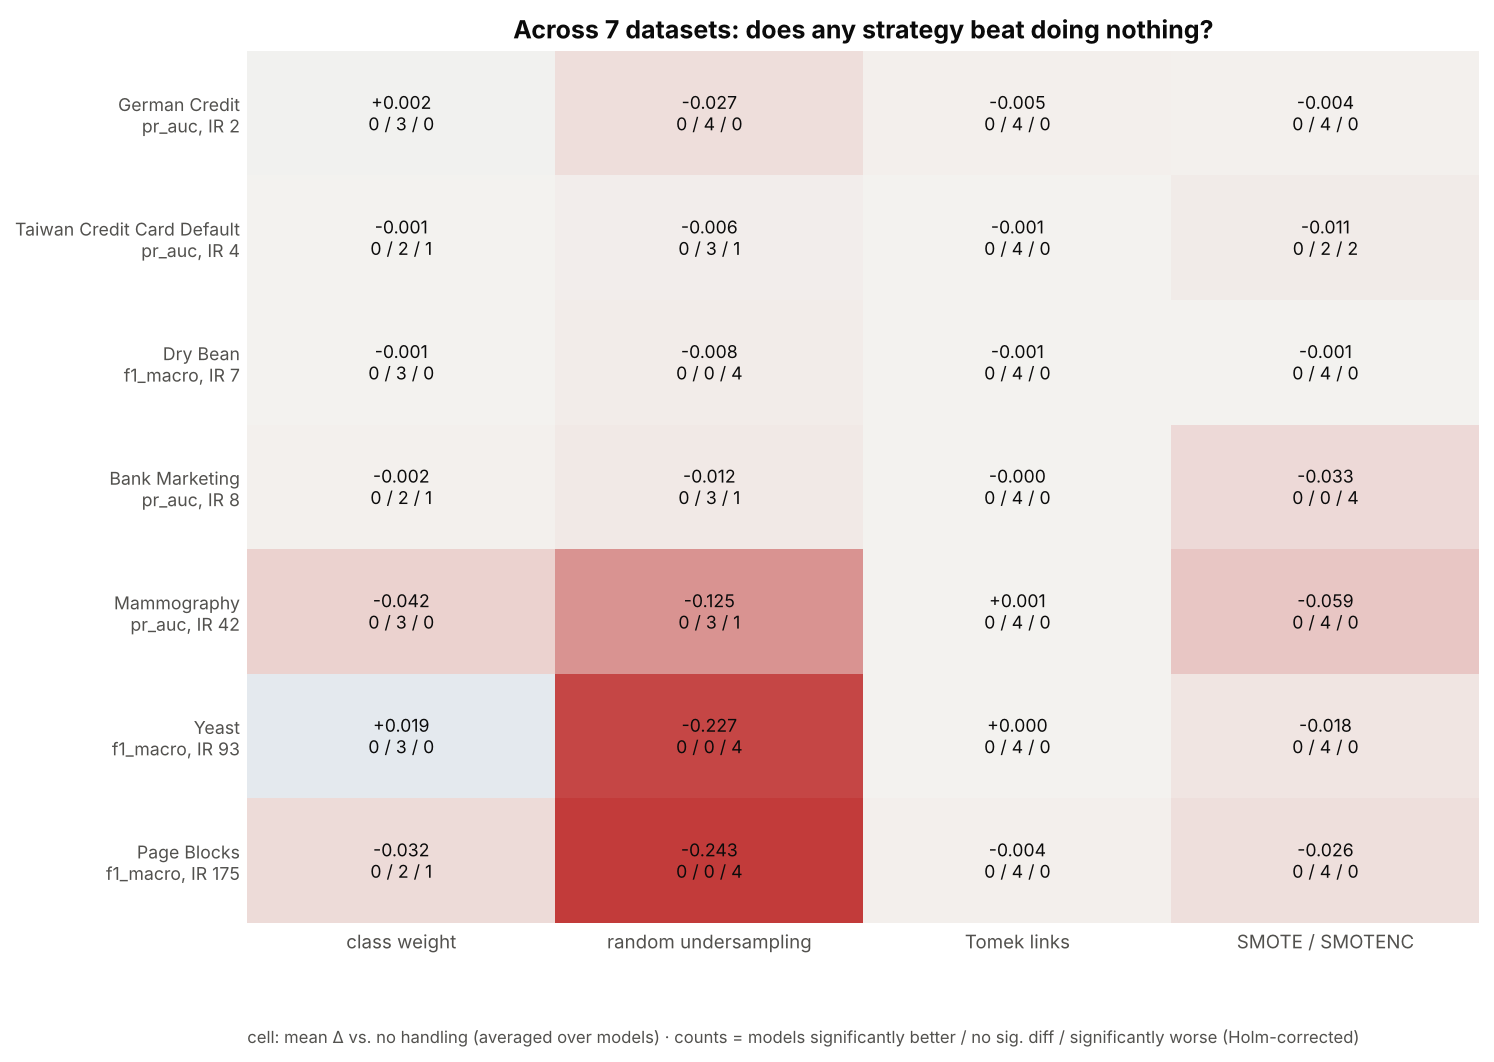 Across 7 datasets: does any strategy beat doing nothing?
German Credit
pr_auc, IR 2
+0.002
0 / 3 / 0
-0.027
0 / 4 / 0
-0.005
0 / 4 / 0
-0.004
0 / 4 / 0
Taiwan Credit Card Default
pr_auc, IR 4
-0.001
0 / 2 / 1
-0.006
0 / 3 / 1
-0.001
0 / 4 / 0
-0.011
0 / 2 / 2
Dry Bean
f1_macro, IR 7
-0.001
0 / 3 / 0
-0.008
0 / 0 / 4
-0.001
0 / 4 / 0
-0.001
0 / 4 / 0
Bank Marketing
pr_auc, IR 8
-0.002
0 / 2 / 1
-0.012
0 / 3 / 1
-0.000
0 / 4 / 0
-0.033
0 / 0 / 4
Mammography
pr_auc, IR 42
-0.042
0 / 3 / 0
-0.125
0 / 3 / 1
+0.001
0 / 4 / 0
-0.059
0 / 4 / 0
Yeast
f1_macro, IR 93
+0.019
0 / 3 / 0
-0.227
0 / 0 / 4
+0.000
0 / 4 / 0
-0.018
0 / 4 / 0
Page Blocks
f1_macro, IR 175
-0.032
0 / 2 / 1
-0.243
0 / 0 / 4
-0.004
0 / 4 / 0
-0.026
0 / 4 / 0
class weight
random undersampling
Tomek links
SMOTE / SMOTENC
cell: mean Δ vs. no handling (averaged over models) · counts = models significantly better / no sig. diff / significantly worse (Holm-corrected)